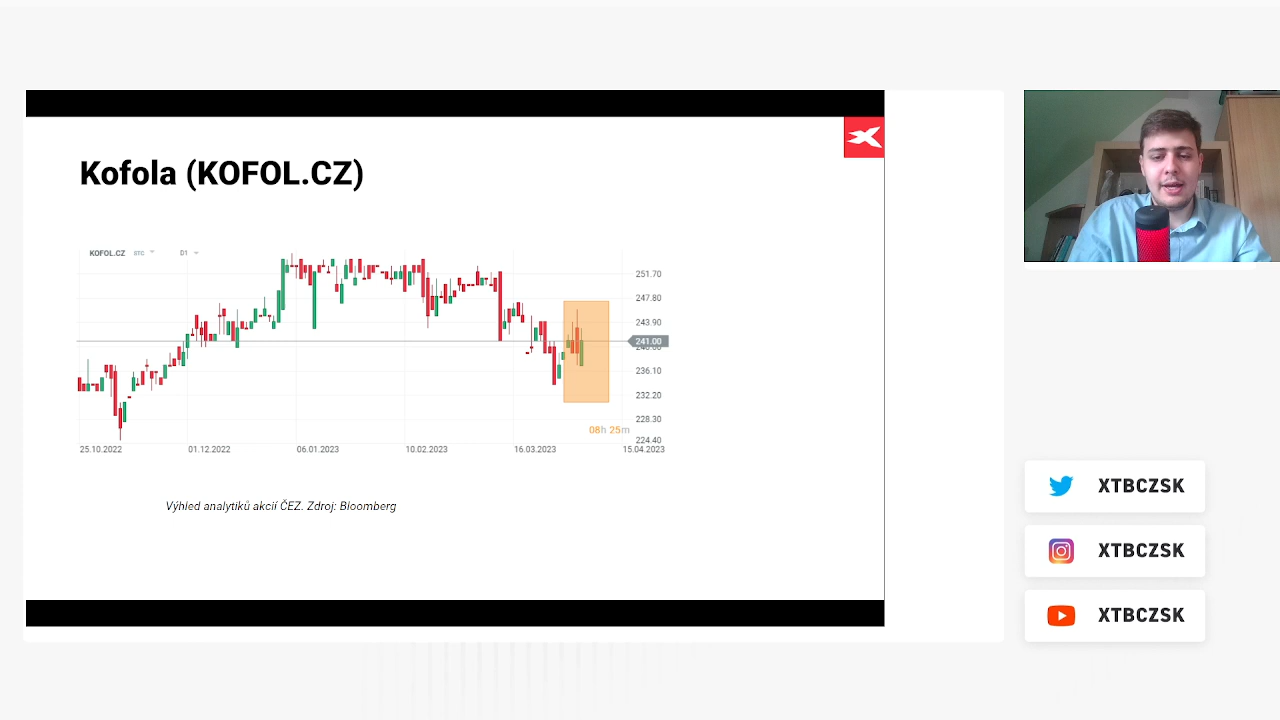 Kofola (KOFOL.CZ)
KOFOL.CZ STC D1
251.70
247.80
243.90
241.00
236.10
232.20
228.30
08h 25m
224.40
25.10.2022 01.12.2022 06.01.2023 10.02.2023 16.03.2023 15.04.2023
Výhled analytiků akcií ČEZ. Zdroj: Bloomberg
XTBCZSK
XTBCZSK
XTBCZSK